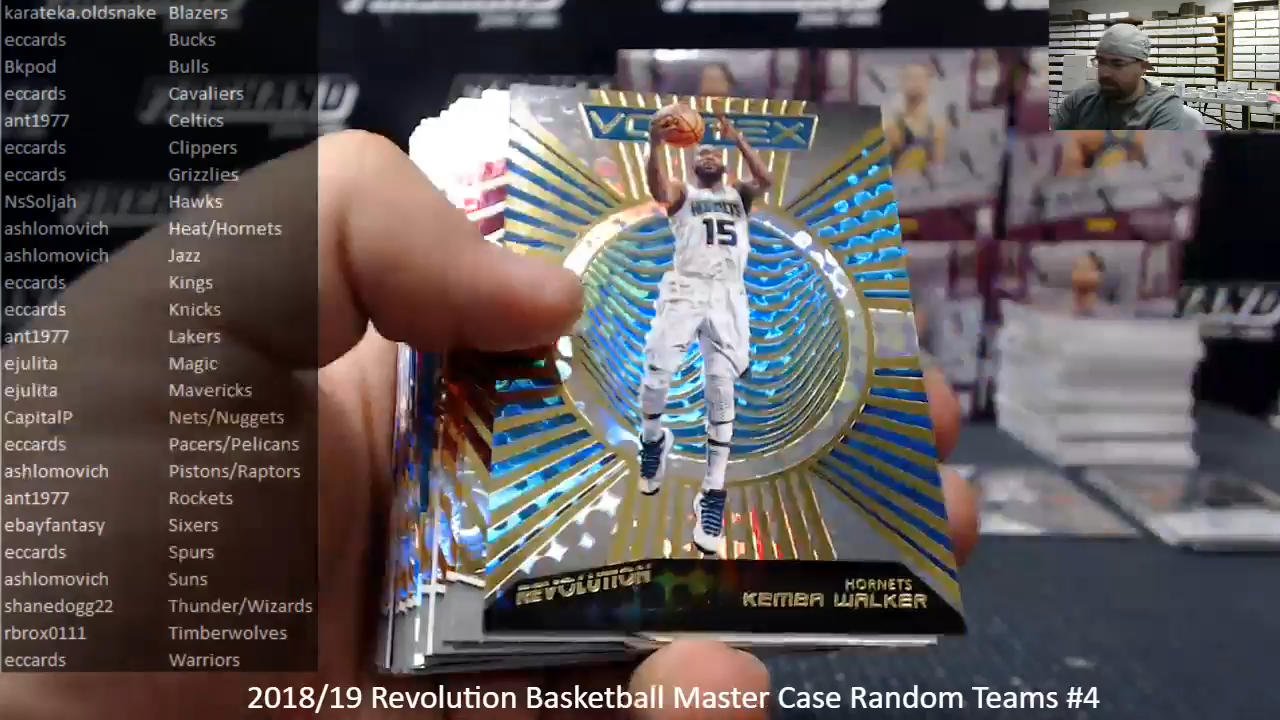 karateka.oldsnake Blazers
eccards Bucks
Bkpod Bulls
eccards Cavaliers
ant1977 Celtics
eccards Clippers
eccards Grizzlies
NsSoljah Hawks
ashlomovich Heat/Hornets
ashlomovich Jazz
eccards Kings
eccards Knicks
ant1977 Lakers
ejulita Magic
ejulita Mavericks
CapitalP Nets/Nuggets
eccards Pacers/Pelicans
ashlomovich Pistons/Raptors
ant1977 Rockets
ebayfantasy Sixers
eccards Spurs
ashlomovich Suns
shanedogg22 Thunder/Wizards
rbrox0111 Timberwolves
eccards Warriors
VORTEX
15
REVOLUTION
HORNETS
KEMBA WALKER
2018/19 Revolution Basketball Master Case Random Teams #4